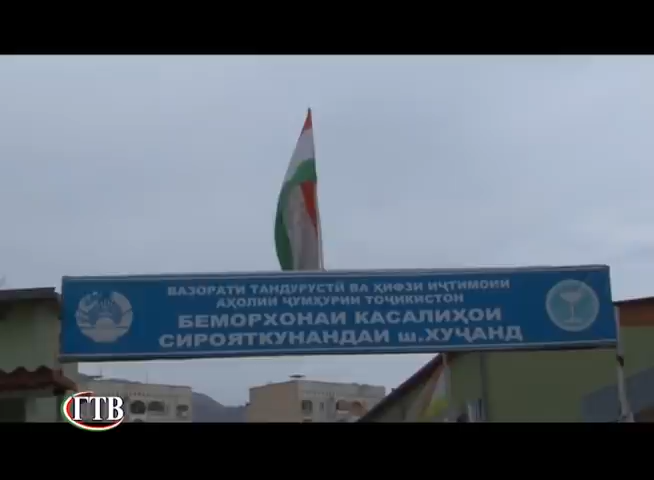 ВАЗОРАТИ ТАНДУРУСТӢ ВА ҲИФЗИ ИҶТИМОИИ
АҲОЛИИ ҶУМҲУРИИ ТОҶИКИСТОН
БЕМОРХОНАИ КАСАЛИҲОИ
СИРОЯТКУНАНДАИ Ш.ХУҶАНД
ГТВ